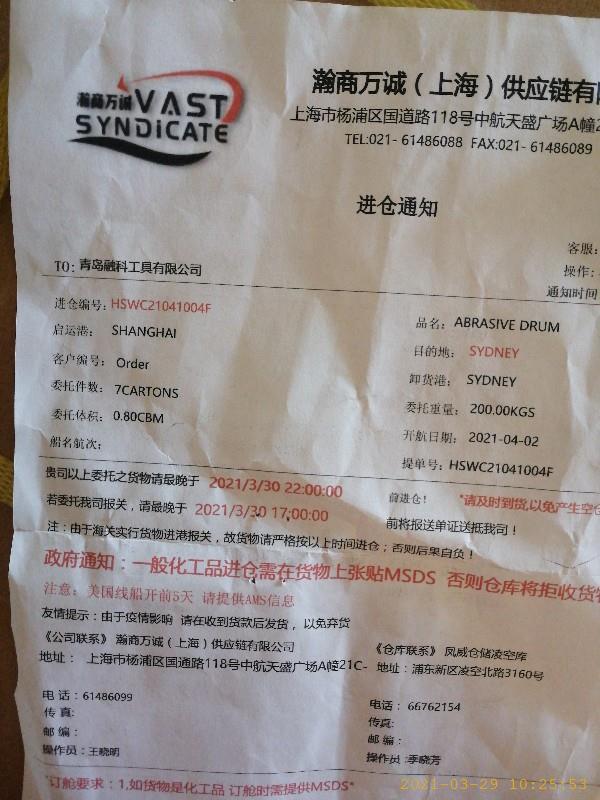 瀚商万诚 VAST
SYNDICATE
瀚商万诚（上海）供应链有
上海市杨浦区国道路118号中航天盛广场A幢2
TEL:021- 61486088 FAX:021- 61486089
进仓通知
客服:
TO: 青岛融科工具有限公司
操作:
通知时间
进仓编号: HSWC21041004F
品名: ABRASIVE DRUM
启运港: SHANGHAI
目的地: SYDNEY
客户编号: Order
卸货港: SYDNEY
委托件数: 7CARTONS
委托重量: 200.00KGS
委托体积: 0.80CBM
开航日期: 2021-04-02
船名航次:
提单号: HSWC21041004F
贵司以上委托之货物请最晚于 2021/3/30 22:00:00 前进仓！ *请及时到货,以免产生空仓
若委托我司报关，请最晚于 2021/3/30 17:00:00 前将报送单证送抵我司！
注：由于海关实行货物进港报关，故货物请严格按以上时间进仓；否则后果自负！
政府通知：一般化工品进仓需在货物上张贴MSDS 否则仓库将拒收货
注意：美国线船开前5天 请提供AMS信息
友情提示：由于疫情影响 请在收到货款后发货，以免弃货
《公司联系》 瀚商万诚（上海）供应链有限公司
《仓库联系》 凤威仓储凌空库
地址： 上海市杨浦区国通路118号中航天盛广场A幢21C-
地址：浦东新区凌空北路3160号
电话：61486099
电话： 66762154
传真:
传真:
邮编：
邮编：
操作员：王晓明
操作员：季晓芳
*订舱要求：1,如货物是化工品 订舱时需提供MSDS*
2021-03-29 10:25:53